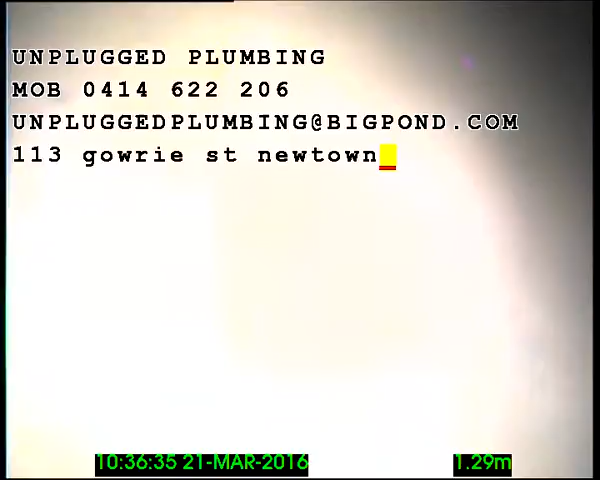 UNPLUGGED PLUMBING
MOB 0414 622 206
UNPLUGGEDPLUMBING@BIGPOND.COM
113 gowrie st newtown
10:36:35 21-MAR-2016 1.29m